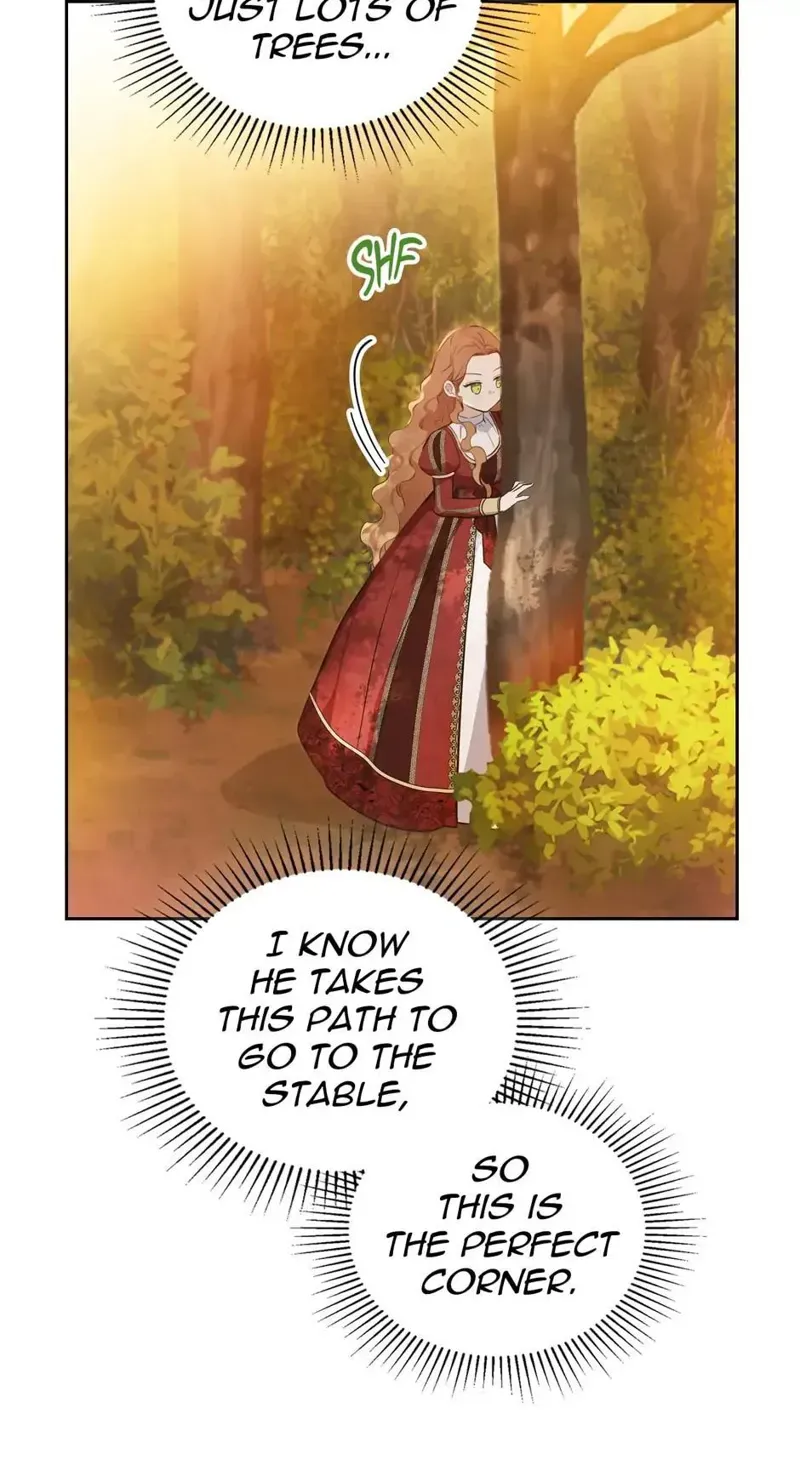 JUST LOTS OF
TREES...
SHF
I KNOW
HE TAKES
THIS PATH TO
GO TO THE
STABLE,
SO
THIS IS
THE PERFECT
CORNER.